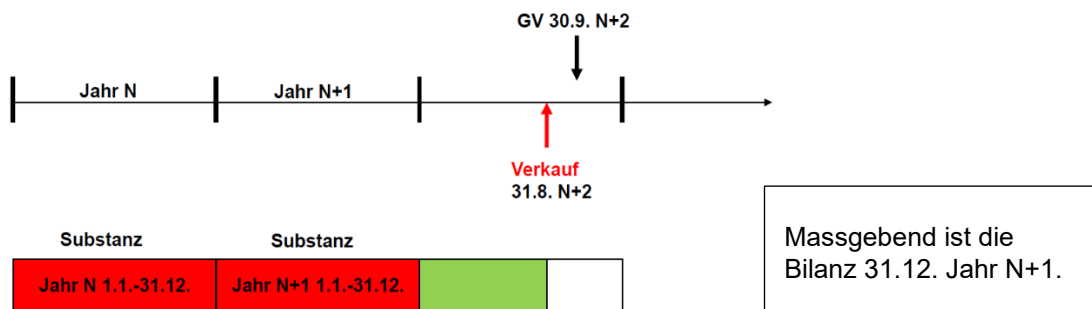 GV 30.9. N+2
Jahr N
Jahr N+1
Verkauf
31.8. N+2
Substanz
Substanz
Jahr N 1.1.-31.12.
Jahr N+1 1.1.-31.12.
Massgebend ist die
Bilanz 31.12. Jahr N+1.